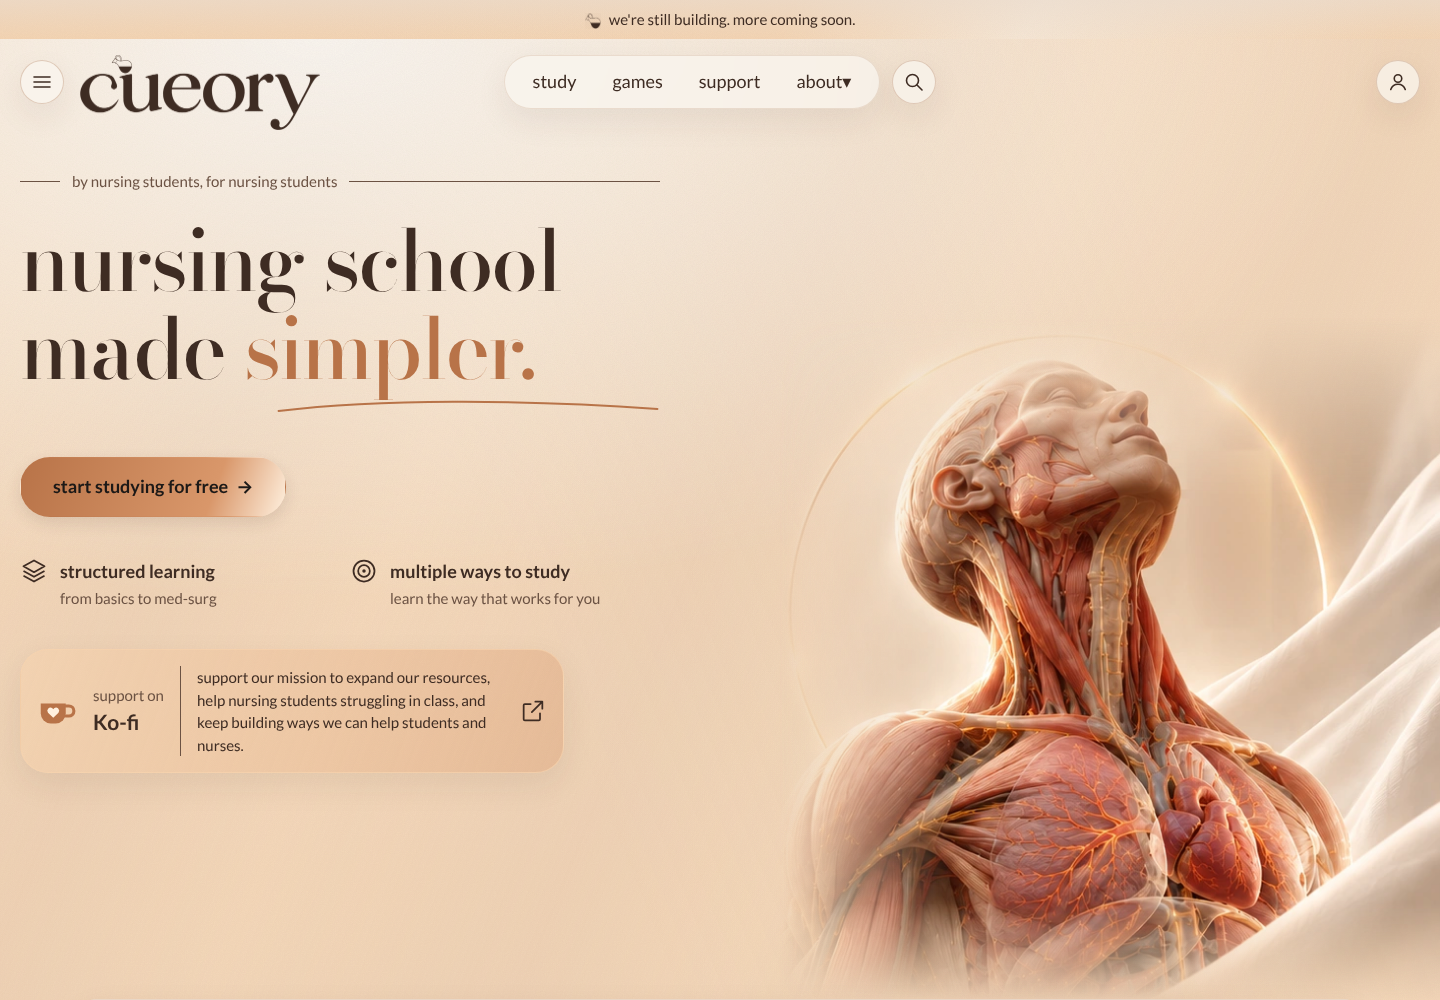 we're still building. more coming soon.
cueory
study games support about▾
by nursing students, for nursing students
nursing school
made simpler.
start studying for free →
structured learning
from basics to med-surg
multiple ways to study
learn the way that works for you
support on
Ko-fi
support our mission to expand our resources,
help nursing students struggling in class, and
keep building ways we can help students and
nurses.